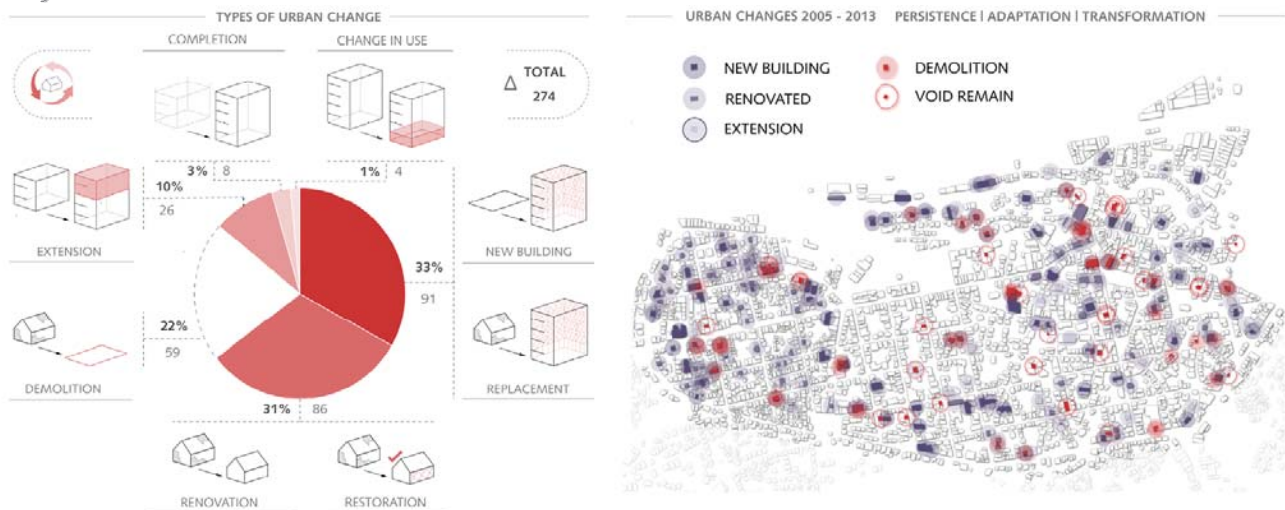 TYPES OF URBAN CHANGE
COMPLETION
CHANGE IN USE
Δ TOTAL
274
3% 8
1% 4
10%
26
EXTENSION
NEW BUILDING
33%
91
22%
59
DEMOLITION
REPLACEMENT
31% 86
RENOVATION
RESTORATION
URBAN CHANGES 2005 - 2013 PERSISTENCE | ADAPTATION | TRANSFORMATION
NEW BUILDING
DEMOLITION
RENOVATED
VOID REMAIN
EXTENSION